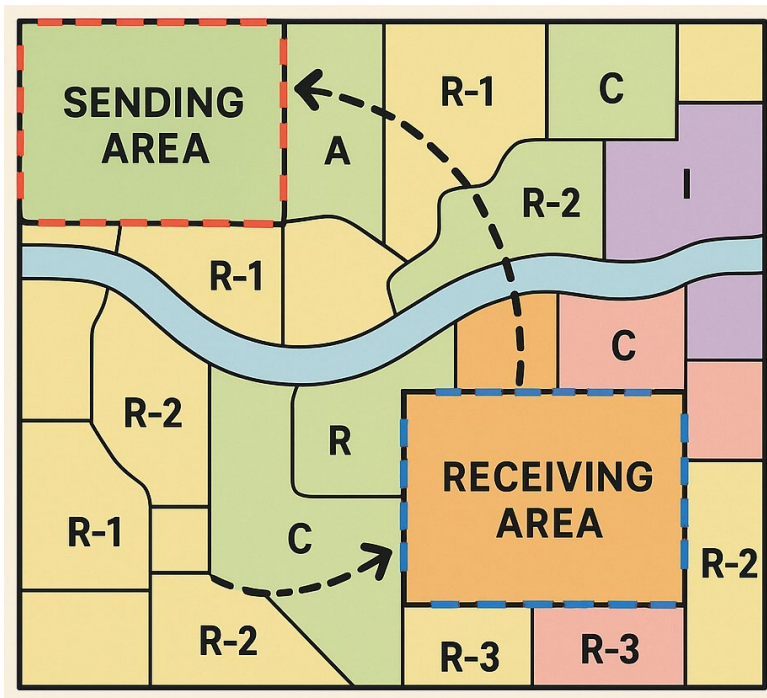 SENDING
AREA
A
R-1
C
R-2
I
R-1
C
R-2
R
RECEIVING
AREA
R-1
C
R-2
R-2
R-3
R-3